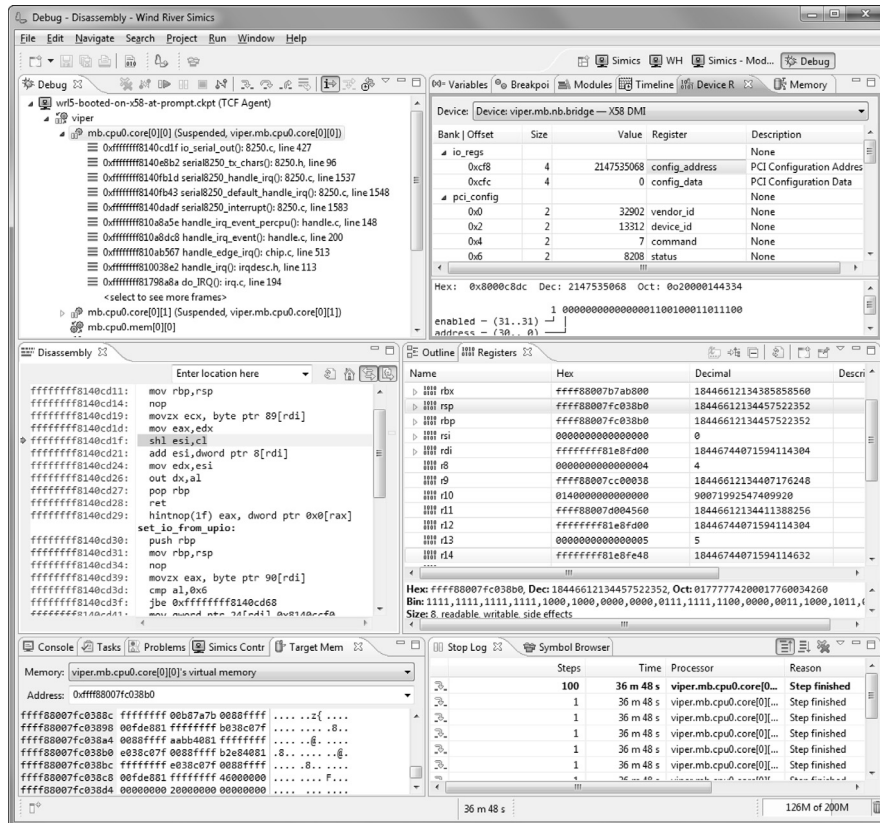 Debug - Disassembly - Wind River Simics
File Edit Navigate Search Project Run Window Help
Simics WH Simics - Mod... Debug
Debug
wrl5-booted-on-x58-at-prompt.ckpt (TCF Agent)
viper
mb.cpu0.core[0][0] (Suspended, viper.mb.cpu0.core[0][0])
0xffffffff8140cd1f io_serial_out(): 8250.c, line 427
0xffffffff8140e8b2 serial8250_tx_chars(): 8250.h, line 96
0xffffffff8140fb1d serial8250_handle_irq(): 8250.c, line 1537
0xffffffff8140fb43 serial8250_default_handle_irq(): 8250.c, line 1548
0xffffffff8140dadf serial8250_interrupt(): 8250.c, line 1583
0xffffffff810a8a5e handle_irq_event_percpu(): handle.c, line 148
0xffffffff810a8dc8 handle_irq_event(): handle.c, line 200
0xffffffff810ab567 handle_edge_irq(): chip.c, line 513
0xffffffff810038e2 handle_irq(): irqdesc.h, line 113
0xffffffff81798a8a do_IRQ(): irq.c, line 194
<select to see more frames>
mb.cpu0.core[0][1] (Suspended, viper.mb.cpu0.core[0][1])
mb.cpu0.mem[0][0]
Variables Breakpoi Modules Timeline Device R Memory
Device: Device: viper.mb.nb.bridge — X58 DMI
Bank | Offset Size Value Register Description
io_regs None
0xcf8 4 2147535068 config_address PCI Configuration Addres
0xcfc 4 0 config_data PCI Configuration Data
pci_config None
0x0 2 32902 vendor_id None
0x2 2 13312 device_id None
0x4 2 7 command None
0x6 2 8208 status None
Hex: 0x8000c8dc Dec: 2147535068 Oct: 0o20000144334
1 0000000000000001100100011011100
enabled — (31..31)
address — (30.. 0)
Disassembly
Enter location here
ffffffff8140cd11: mov rbp,rsp
ffffffff8140cd14: nop
ffffffff8140cd19: movzx ecx, byte ptr 89[rdi]
ffffffff8140cd1d: mov eax,edx
ffffffff8140cd1f: shl esi,cl
ffffffff8140cd21: add esi,dword ptr 8[rdi]
ffffffff8140cd24: mov edx,esi
ffffffff8140cd26: out dx,al
ffffffff8140cd27: pop rbp
ffffffff8140cd28: ret
ffffffff8140cd29: hintnop(1f) eax, dword ptr 0x0[rax]
set_io_from_upio:
ffffffff8140cd30: push rbp
ffffffff8140cd31: mov rbp,rsp
ffffffff8140cd34: nop
ffffffff8140cd39: movzx eax, byte ptr 90[rdi]
ffffffff8140cd3d: cmp al,0x6
ffffffff8140cd3f: jbe 0xffffffff8140cd68
ffffffff8140cd41: mov qword ptr 24[rdi],0x8140ccf0
Outline Registers
Name Hex Decimal Descri
rbx ffff88007b7ab800 18446612134385858560
rsp ffff88007fc038b0 18446612134457522352
rbp ffff88007fc038b0 18446612134457522352
rsi 0000000000000000 0
rdi ffffffff81e8fd00 18446744071594114304
r8 0000000000000004 4
r9 ffff88007cc00038 18446612134407176248
r10 0140000000000000 90071992547409920
r11 ffff88007d004560 18446612134411388256
r12 ffffffff81e8fd00 18446744071594114304
r13 0000000000000005 5
r14 ffffffff81e8fe48 18446744071594114632
Hex: ffff88007fc038b0, Dec: 18446612134457522352, Oct: 01777774200017760034260
Bin: 1111,1111,1111,1111,1000,1000,0000,0000,0111,1111,1100,0000,0011,1000,1011,
Size: 8, readable, writable, side effects
Console Tasks Problems Simics Contr Target Mem
Memory: viper.mb.cpu0.core[0][0]'s virtual memory
Address: 0xffff88007fc038b0
ffff88007fc0388c ffffffff 00b87a7b 0088ffff .... ..z{ ....
ffff88007fc03898 00fde881 ffffffff b038c07f .... .... .8..
ffff88007fc038a4 0088ffff aabb4081 ffffffff .... ..@. ....
ffff88007fc038b0 e038c07f 0088ffff b2e84081 .8.. .... ..@.
ffff88007fc038bc ffffffff e038c07f 0088ffff .... .8.. ....
ffff88007fc038c8 00fde881 ffffffff 46000000 .... .... F...
ffff88007fc038d4 00000000 20000000 00000000 .... ... ....
Stop Log Symbol Browser
Steps Time Processor Reason
100 36 m 48 s viper.mb.cpu0.core[0... Step finished
1 36 m 48 s viper.mb.cpu0.core[0][... Step finished
1 36 m 48 s viper.mb.cpu0.core[0][... Step finished
1 36 m 48 s viper.mb.cpu0.core[0][... Step finished
1 36 m 48 s viper.mb.cpu0.core[0][... Step finished
1 36 m 48 s viper.mb.cpu0.core[0][... Step finished
1 36 m 48 s viper.mb.cpu0.core[0][... Step finished
36 m 48 s
126M of 200M